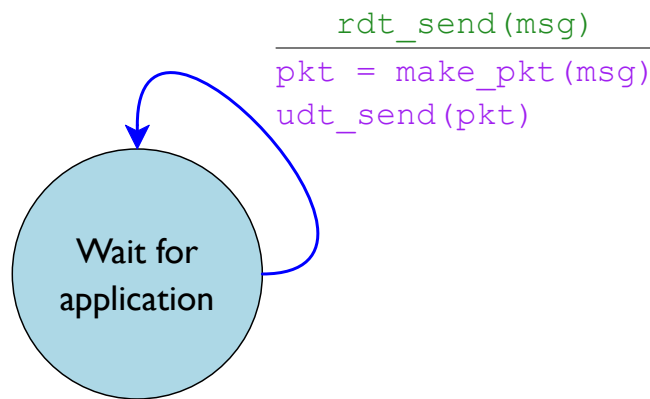 rdt_send(msg)
pkt = make_pkt(msg)
udt_send(pkt)
Wait for
application